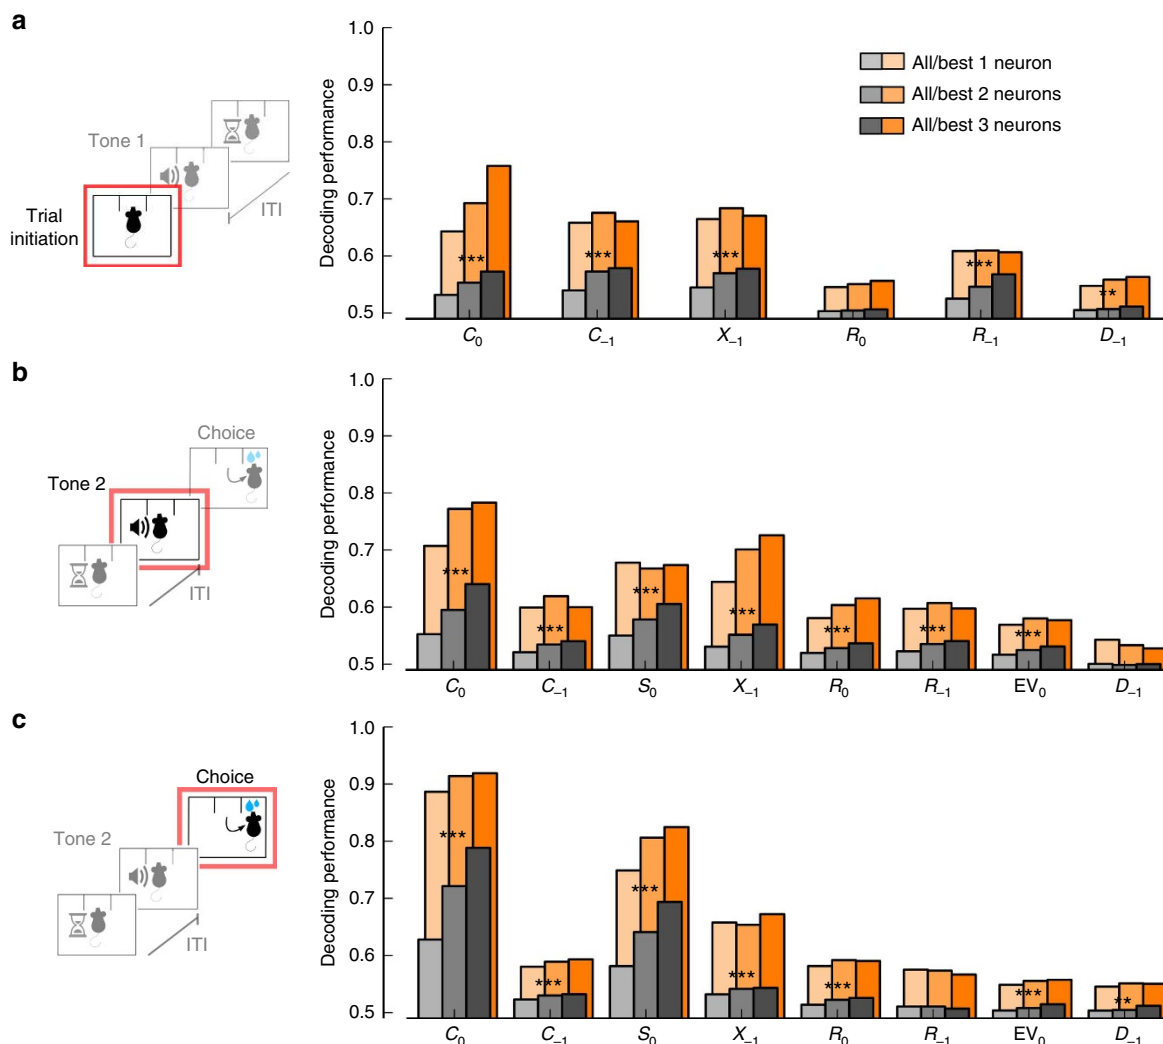 a
Tone 1
Trial
initiation
ITI
Decoding performance
1.0
0.9
0.8
0.7
0.6
0.5
All/best 1 neuron
All/best 2 neurons
All/best 3 neurons
*** *** *** *** **
C₀ C₋₁ X₋₁ R₀ R₋₁ D₋₁
b
Choice
Tone 2
ITI
Decoding performance
1.0
0.9
0.8
0.7
0.6
0.5
*** *** *** *** *** *** ***
C₀ C₋₁ S₀ X₋₁ R₀ R₋₁ EV₀ D₋₁
c
Choice
Tone 2
ITI
Decoding performance
1.0
0.9
0.8
0.7
0.6
0.5
*** *** *** *** *** *** **
C₀ C₋₁ S₀ X₋₁ R₀ R₋₁ EV₀ D₋₁